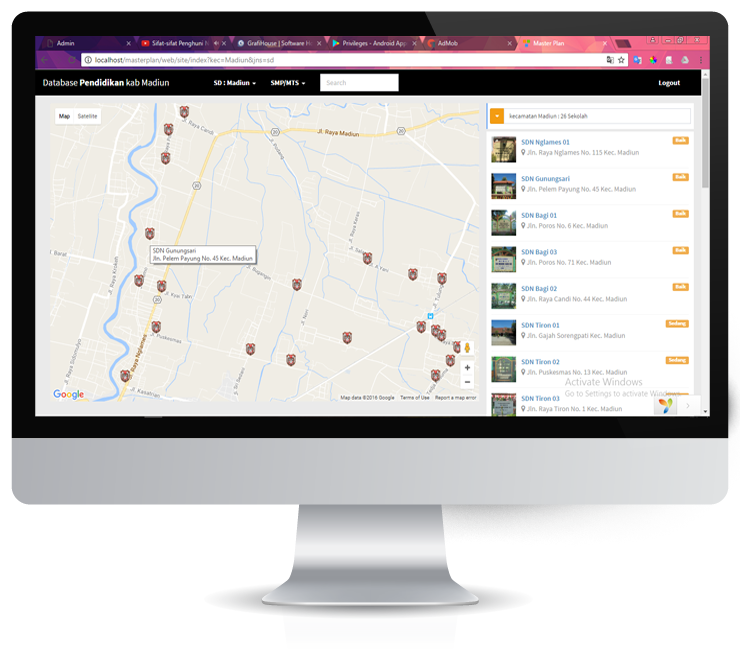 Admin
Sifat-sifat Penghuni N
GrafiHouse | Software H
Privileges - Android App
AdMob
Master Plan
localhost/masterplan/web/site/index?kec=Madiun&jns=sd
Database Pendidikan kab Madiun
SD : Madiun
SMP/MTS
Search
Logout
Map
Satellite
kecamatan Madiun : 26 Sekolah
Jl. Raya Candi
Jl. Raya Madiun
SDN Nglames 01
Baik
Jln. Raya Nglames No. 115 Kec. Madiun
SDN Gunungsari
Baik
Jln. Pelem Payung No. 45 Kec. Madiun
SDN Bagi 01
Baik
Jln. Poros No. 6 Kec. Madiun
SDN Bagi 03
Baik
Jln. Poros No. 71 Kec. Madiun
SDN Bagi 02
Baik
Jln. Raya Candi No. 44 Kec. Madiun
SDN Tiron 01
Sedang
Jln. Gajah Sorengpati Kec. Madiun
SDN Tiron 02
Sedang
Jln. Puskesmas No. 13 Kec. Madiun
SDN Tiron 03
Jln. Raya Tiron No. 1 Kec. Madiun
SDN Gunungsari
Jln. Pelem Payung No. 45 Kec. Madiun
Jl. Raya Nglames
Jl. Puskesmas
Google
Map data ©2016 Google
Terms of Use
Report a map error
Activate Windows
Go to Settings to activate Windows.